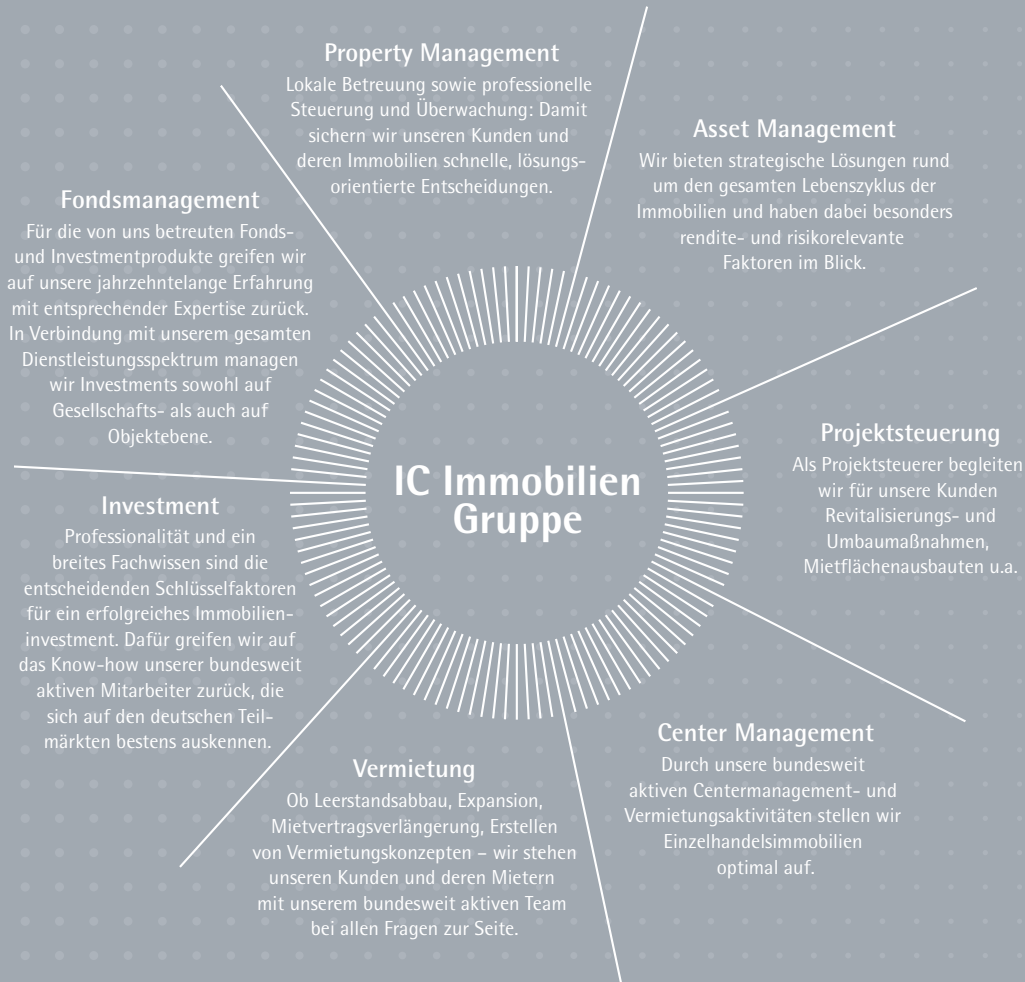 Property Management
Lokale Betreuung sowie professionelle
Steuerung und Überwachung: Damit
sichern wir unseren Kunden und
deren Immobilien schnelle, lösungs-
orientierte Entscheidungen.
Asset Management
Wir bieten strategische Lösungen rund
um den gesamten Lebenszyklus der
Immobilien und haben dabei besonders
rendite- und risikorelevante
Faktoren im Blick.
Fondsmanagement
Für die von uns betreuten Fonds-
und Investmentprodukte greifen wir
auf unsere jahrzehntelange Erfahrung
mit entsprechender Expertise zurück.
In Verbindung mit unserem gesamten
Dienstleistungsspektrum managen
wir Investments sowohl auf
Gesellschafts- als auch auf
Objektebene.
IC Immobilien
Gruppe
Projektsteuerung
Als Projektsteuerer begleiten
wir für unsere Kunden
Revitalisierungs- und
Umbaumaßnahmen,
Mietflächenausbauten u.a.
Investment
Professionalität und ein
breites Fachwissen sind die
entscheidenden Schlüsselfaktoren
für ein erfolgreiches Immobilien-
investment. Dafür greifen wir auf
das Know-how unserer bundesweit
aktiven Mitarbeiter zurück, die
sich auf den deutschen Teil-
märkten bestens auskennen.
Vermietung
Ob Leerstandsabbau, Expansion,
Mietvertragsverlängerung, Erstellen
von Vermietungskonzepten – wir stehen
unseren Kunden und deren Mietern
mit unserem bundesweit aktiven Team
bei allen Fragen zur Seite.
Center Management
Durch unsere bundesweit
aktiven Centermanagement- und
Vermietungsaktivitäten stellen wir
Einzelhandelsimmobilien
optimal auf.